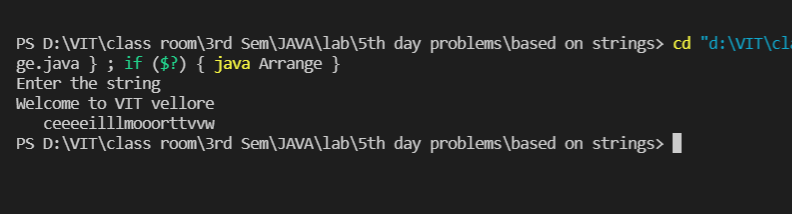 PS D:\VIT\class room\3rd Sem\JAVA\lab\5th day problems\based on strings> cd "d:\VIT\cl
ge.java } ; if ($?) { java Arrange }
Enter the string
Welcome to VIT vellore
   ceeeeilllmooorttvvw
PS D:\VIT\class room\3rd Sem\JAVA\lab\5th day problems\based on strings>